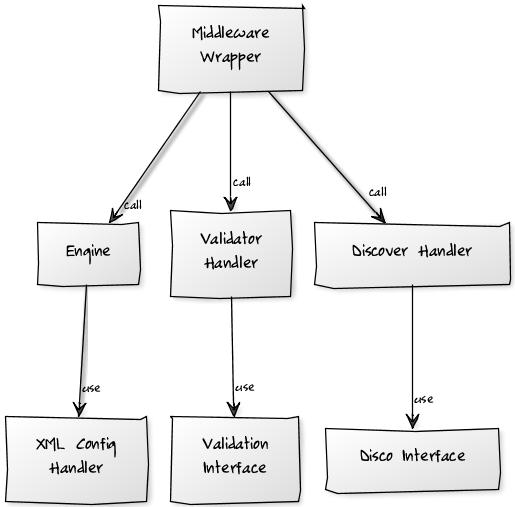 Middleware
Wrapper
call
call
call
Engine
Validator
Handler
Discover Handler
use
use
use
XML Config
Handler
Validation
Interface
Disco Interface